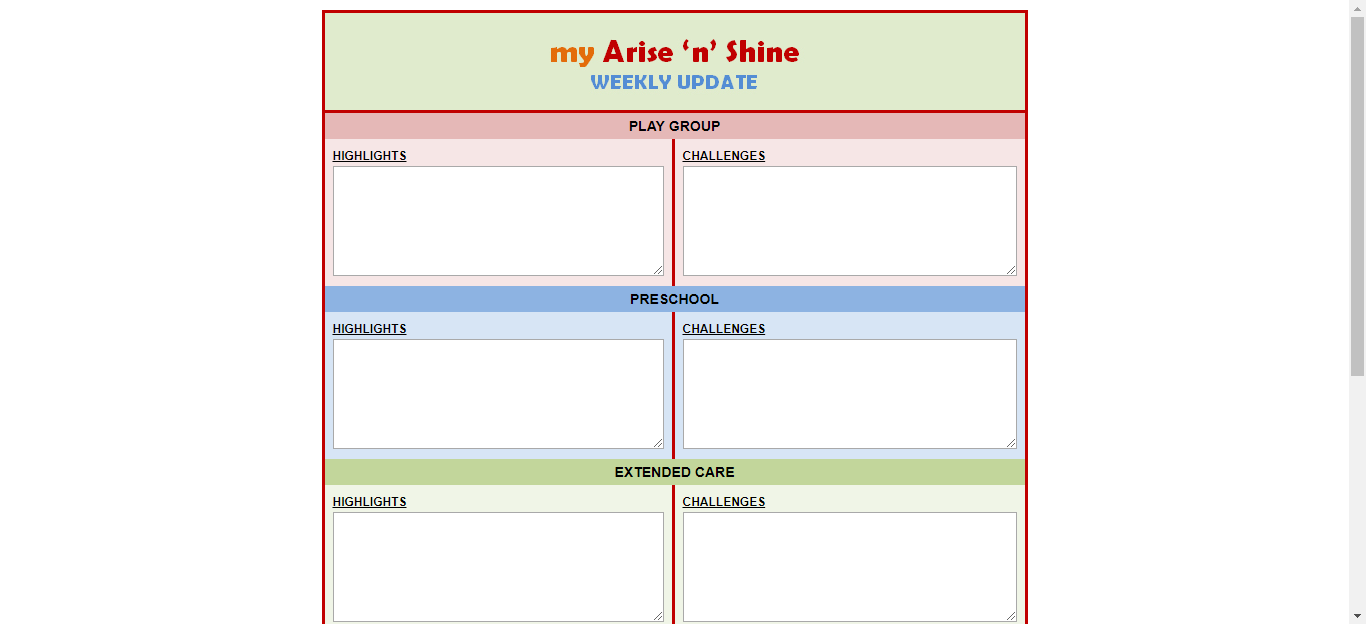 my Arise ‘n’ Shine
WEEKLY UPDATE
PLAY GROUP
HIGHLIGHTS
CHALLENGES
PRESCHOOL
HIGHLIGHTS
CHALLENGES
EXTENDED CARE
HIGHLIGHTS
CHALLENGES